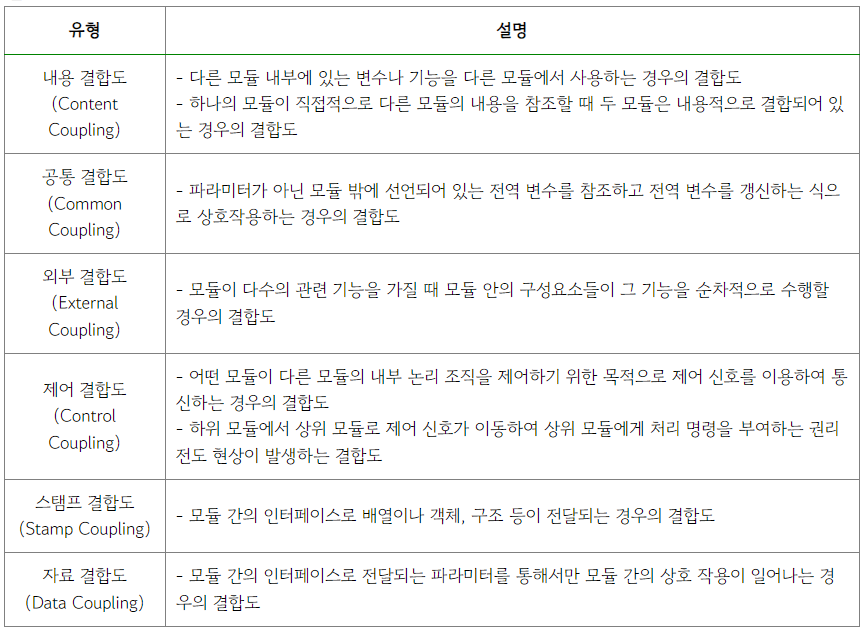 유형
설명
내용 결합도
(Content
Coupling)
- 다른 모듈 내부에 있는 변수나 기능을 다른 모듈에서 사용하는 경우의 결합도
- 하나의 모듈이 직접적으로 다른 모듈의 내용을 참조할 때 두 모듈은 내용적으로 결합되어 있
는 경우의 결합도
공통 결합도
(Common
Coupling)
- 파라미터가 아닌 모듈 밖에 선언되어 있는 전역 변수를 참조하고 전역 변수를 갱신하는 식으
로 상호작용하는 경우의 결합도
외부 결합도
(External
Coupling)
- 모듈이 다수의 관련 기능을 가질 때 모듈 안의 구성요소들이 그 기능을 순차적으로 수행할
경우의 결합도
제어 결합도
(Control
Coupling)
- 어떤 모듈이 다른 모듈의 내부 논리 조직을 제어하기 위한 목적으로 제어 신호를 이용하여 통
신하는 경우의 결합도
- 하위 모듈에서 상위 모듈로 제어 신호가 이동하여 상위 모듈에게 처리 명령을 부여하는 권리
전도 현상이 발생하는 결합도
스탬프 결합도
(Stamp Coupling)
- 모듈 간의 인터페이스로 배열이나 객체, 구조 등이 전달되는 경우의 결합도
자료 결합도
(Data Coupling)
- 모듈 간의 인터페이스로 전달되는 파라미터를 통해서만 모듈 간의 상호 작용이 일어나는 경
우의 결합도